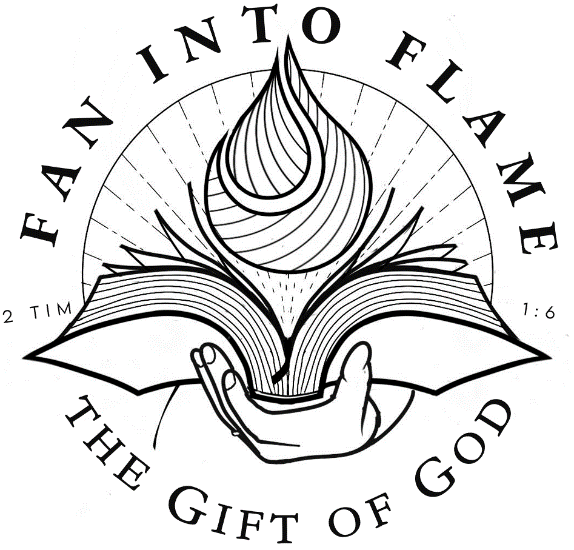 FAN INTO FLAME
2 TIM 1:6
THE GIFT OF GOD